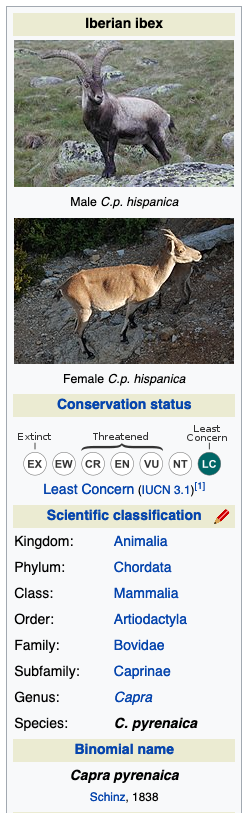 Iberian ibex
Male C.p. hispanica
Female C.p. hispanica
Conservation status
Extinct
Threatened
Least
Concern
EX EW CR EN VU NT LC
Least Concern (IUCN 3.1)[1]
Scientific classification
Kingdom: Animalia
Phylum: Chordata
Class: Mammalia
Order: Artiodactyla
Family: Bovidae
Subfamily: Caprinae
Genus: Capra
Species: C. pyrenaica
Binomial name
Capra pyrenaica
Schinz, 1838